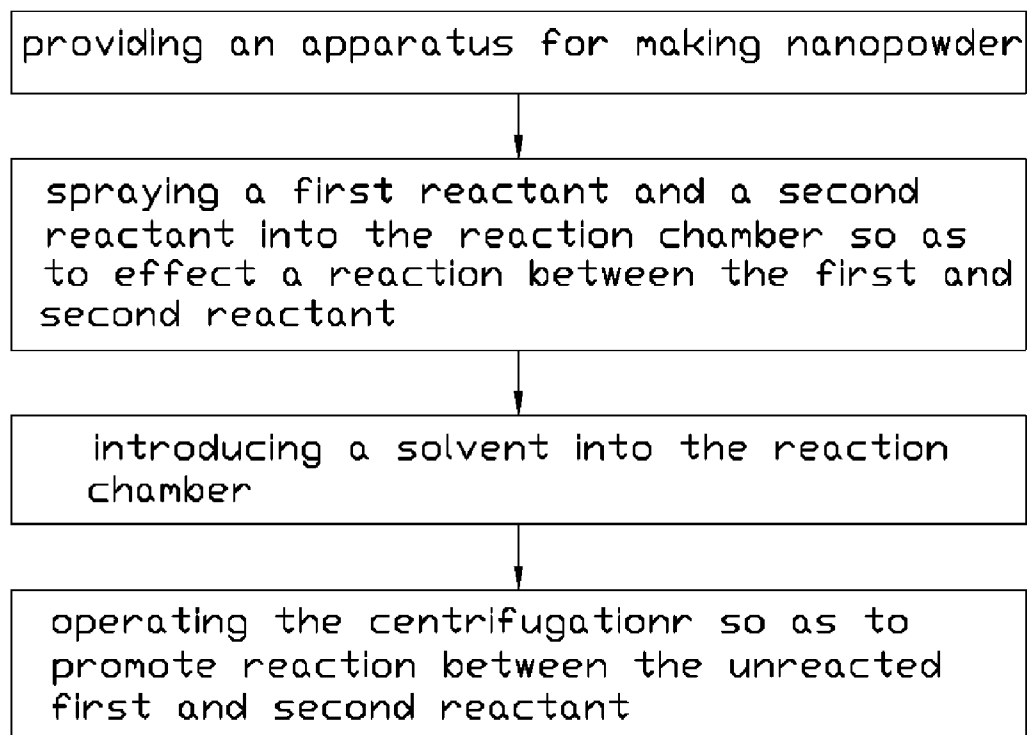 providing an apparatus for making nanopowder
spraying a first reactant and a second
reactant into the reaction chamber so as
to effect a reaction between the first and
second reactant
introducing a solvent into the reaction
chamber
operating the centrifugationr so as to
promote reaction between the unreacted
first and second reactant